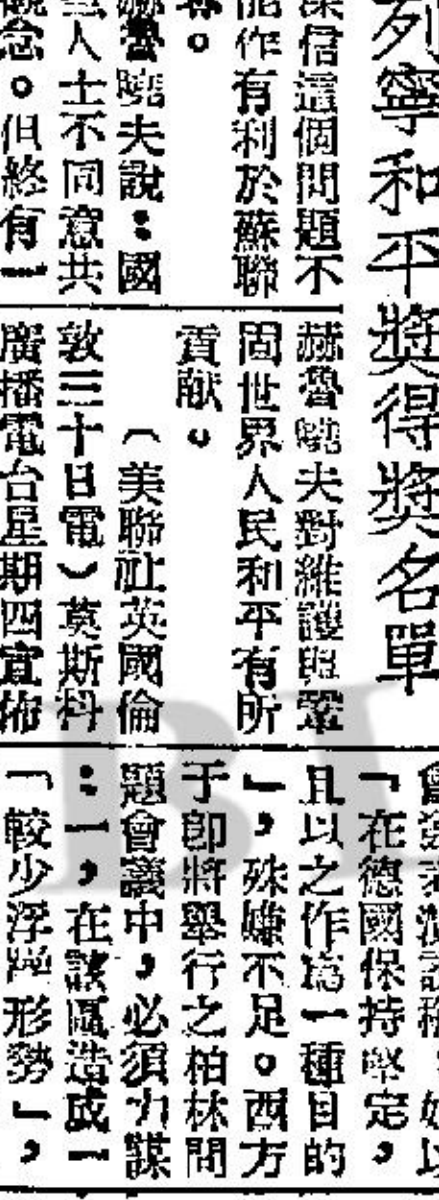 列寧和平獎得獎名單
深信這個問題不
能作有利於蘇聯
。
赫魯曉夫說：國
人士不同意共
觀念。但終有一
赫魯曉夫對維護與鞏
固世界人民和平有所
貢献。
（美聯社英國倫
敦三十日電）莫斯科
廣播電台星期四宣佈
「在德國保持堅定，
且以之作為一種目的
」，殊嫌不足。西方
于卽將舉行之柏林問
題會議中，必須力謀
：一，在該區造成一
「較少浮躁形勢」，